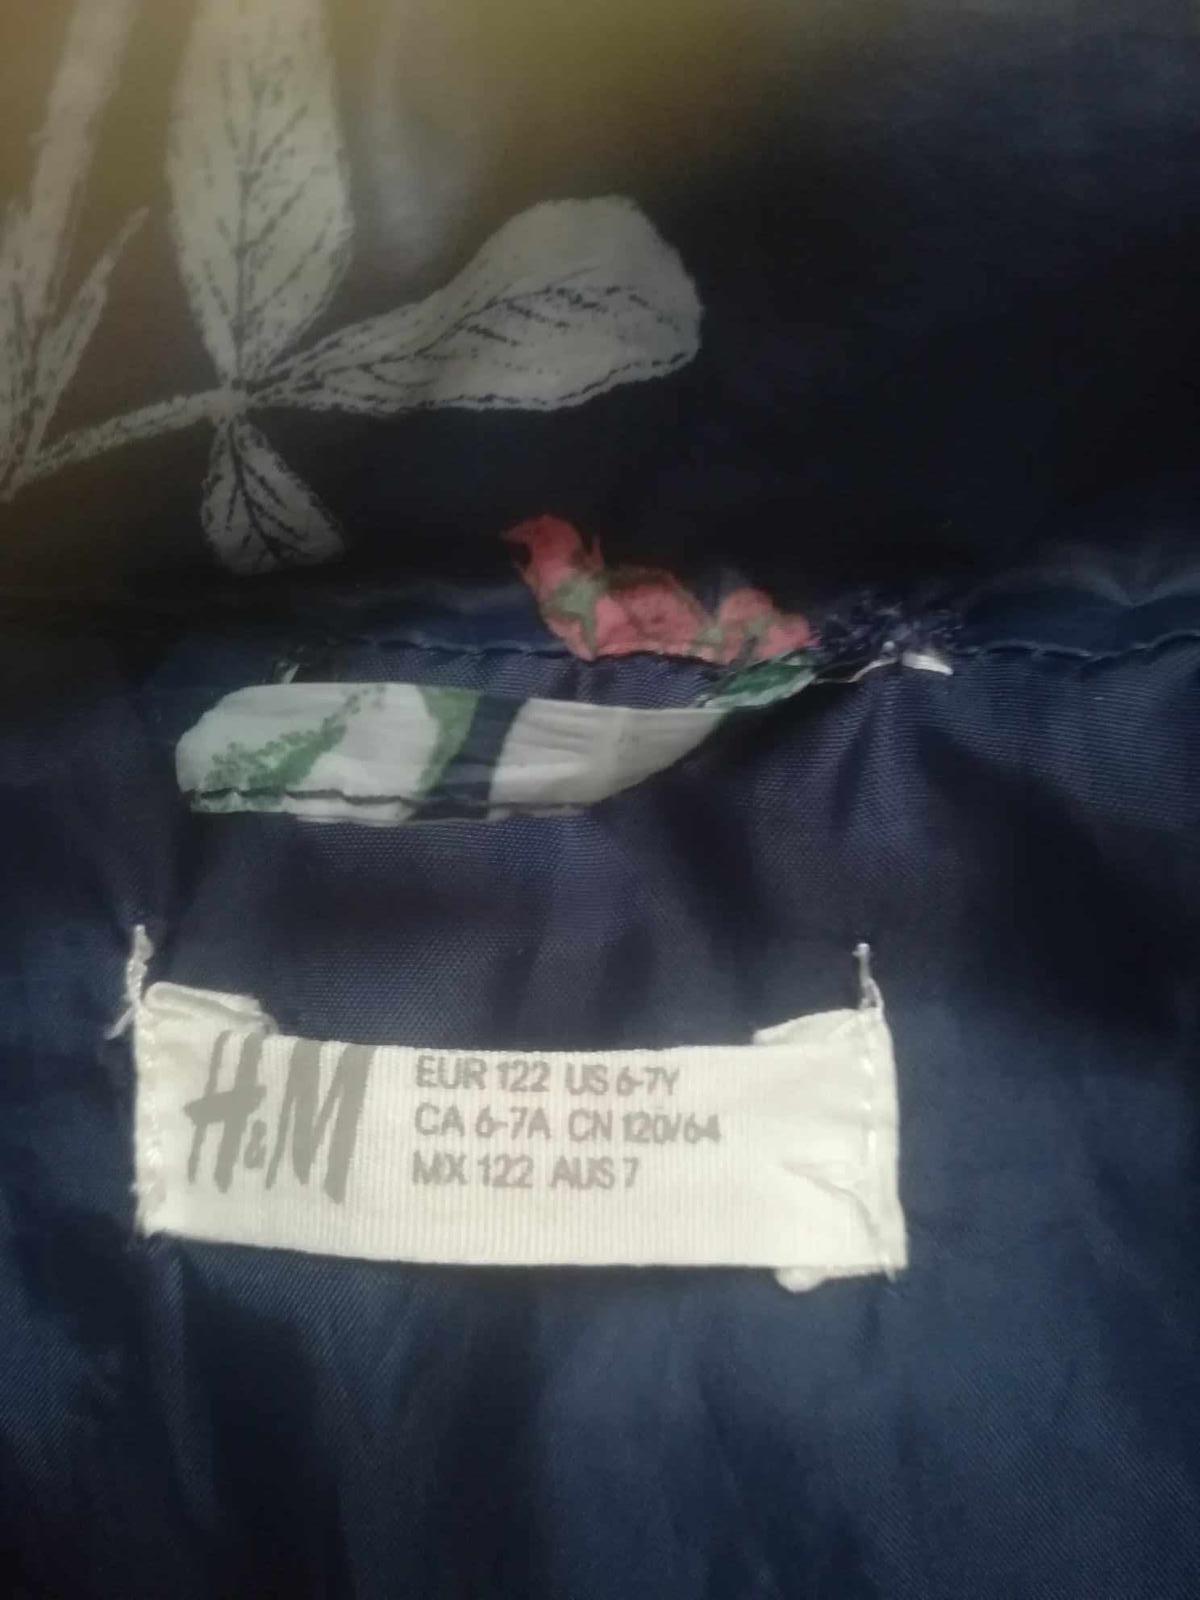 H&M
EUR 122 US 6-7Y
CA 6-7A CN 120/64
MX 122 AUS 7